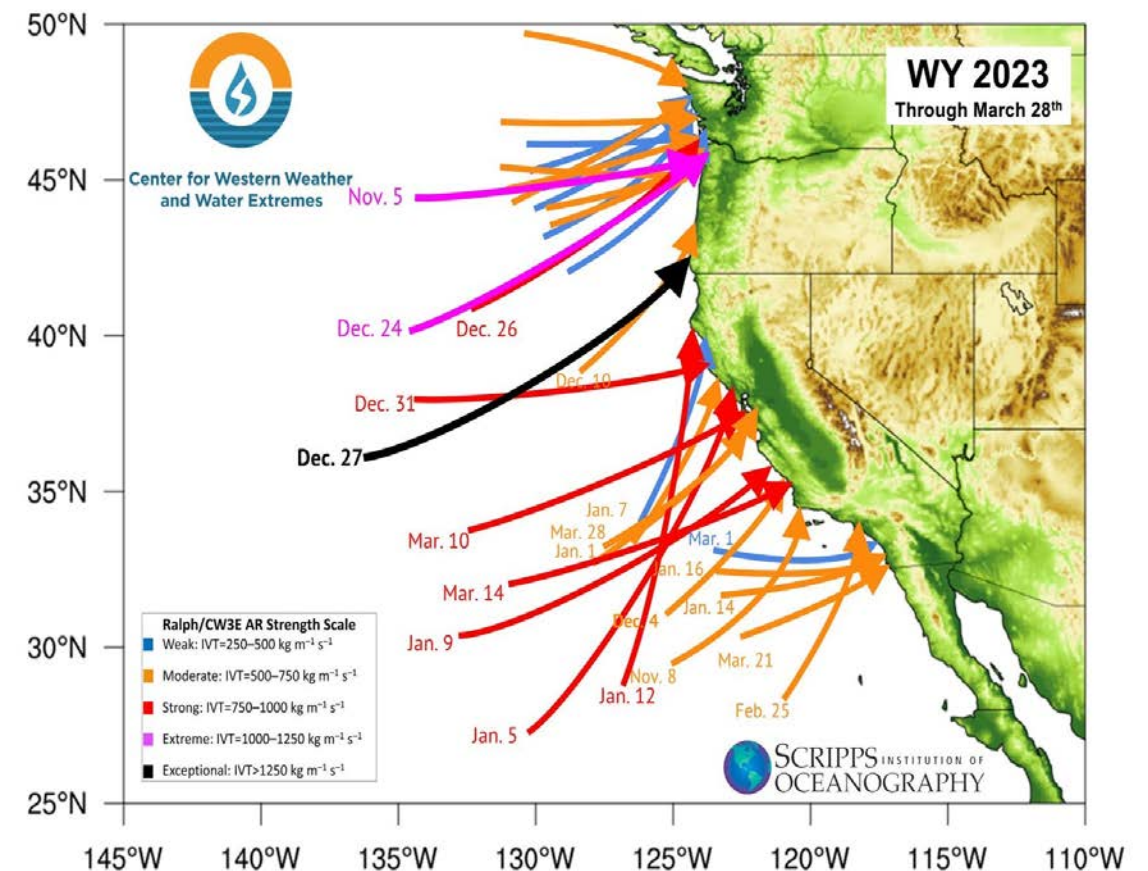 50°N
45°N
40°N
35°N
30°N
25°N
145°W
140°W
135°W
130°W
125°W
120°W
115°W
110°W
Center for Western Weather
and Water Extremes
WY 2023
Through March 28th
Nov. 5
Dec. 24
Dec. 26
Dec. 10
Dec. 31
Dec. 27
Mar. 10
Jan. 7
Mar. 28
Jan. 1
Mar. 1
Jan. 16
Mar. 14
Jan. 14
Dec. 4
Jan. 9
Mar. 21
Nov. 8
Jan. 12
Feb. 25
Jan. 5
Ralph/CW3E AR Strength Scale
Weak: IVT=250–500 kg m⁻¹ s⁻¹
Moderate: IVT=500–750 kg m⁻¹ s⁻¹
Strong: IVT=750–1000 kg m⁻¹ s⁻¹
Extreme: IVT=1000–1250 kg m⁻¹ s⁻¹
Exceptional: IVT>1250 kg m⁻¹ s⁻¹
SCRIPPS INSTITUTION OF
OCEANOGRAPHY